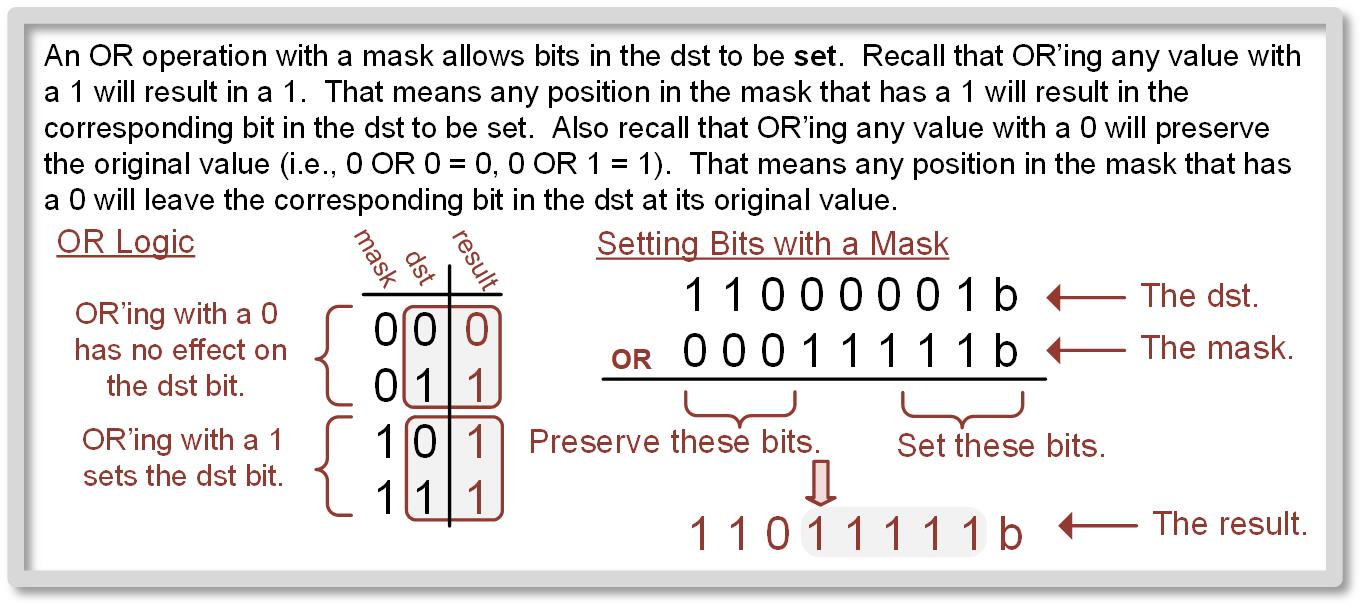 An OR operation with a mask allows bits in the dst to be set.  Recall that OR’ing any value with
a 1 will result in a 1.  That means any position in the mask that has a 1 will result in the
corresponding bit in the dst to be set.  Also recall that OR’ing any value with a 0 will preserve
the original value (i.e., 0 OR 0 = 0, 0 OR 1 = 1).  That means any position in the mask that has
a 0 will leave the corresponding bit in the dst at its original value.
OR Logic
mask dst result
OR’ing with a 0
has no effect on
the dst bit.
0 0 0
0 1 1
OR’ing with a 1
sets the dst bit.
1 0 1
1 1 1
Setting Bits with a Mask
1 1 0 0 0 0 0 1 b The dst.
OR 0 0 0 1 1 1 1 1 b The mask.
Preserve these bits. Set these bits.
1 1 0 1 1 1 1 1 b The result.